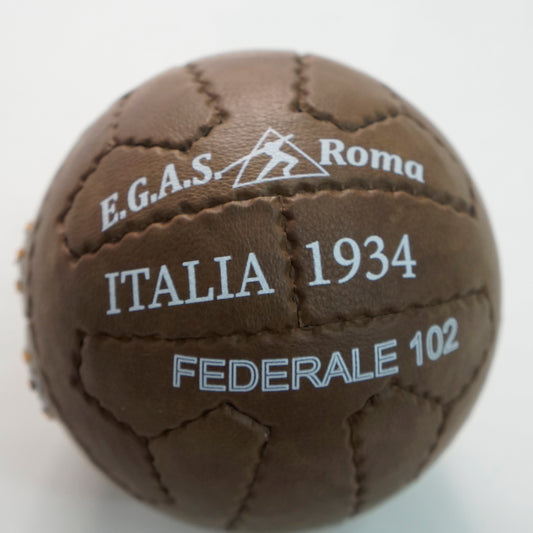 E.G.A.S. Roma
ITALIA 1934
FEDERALE 102